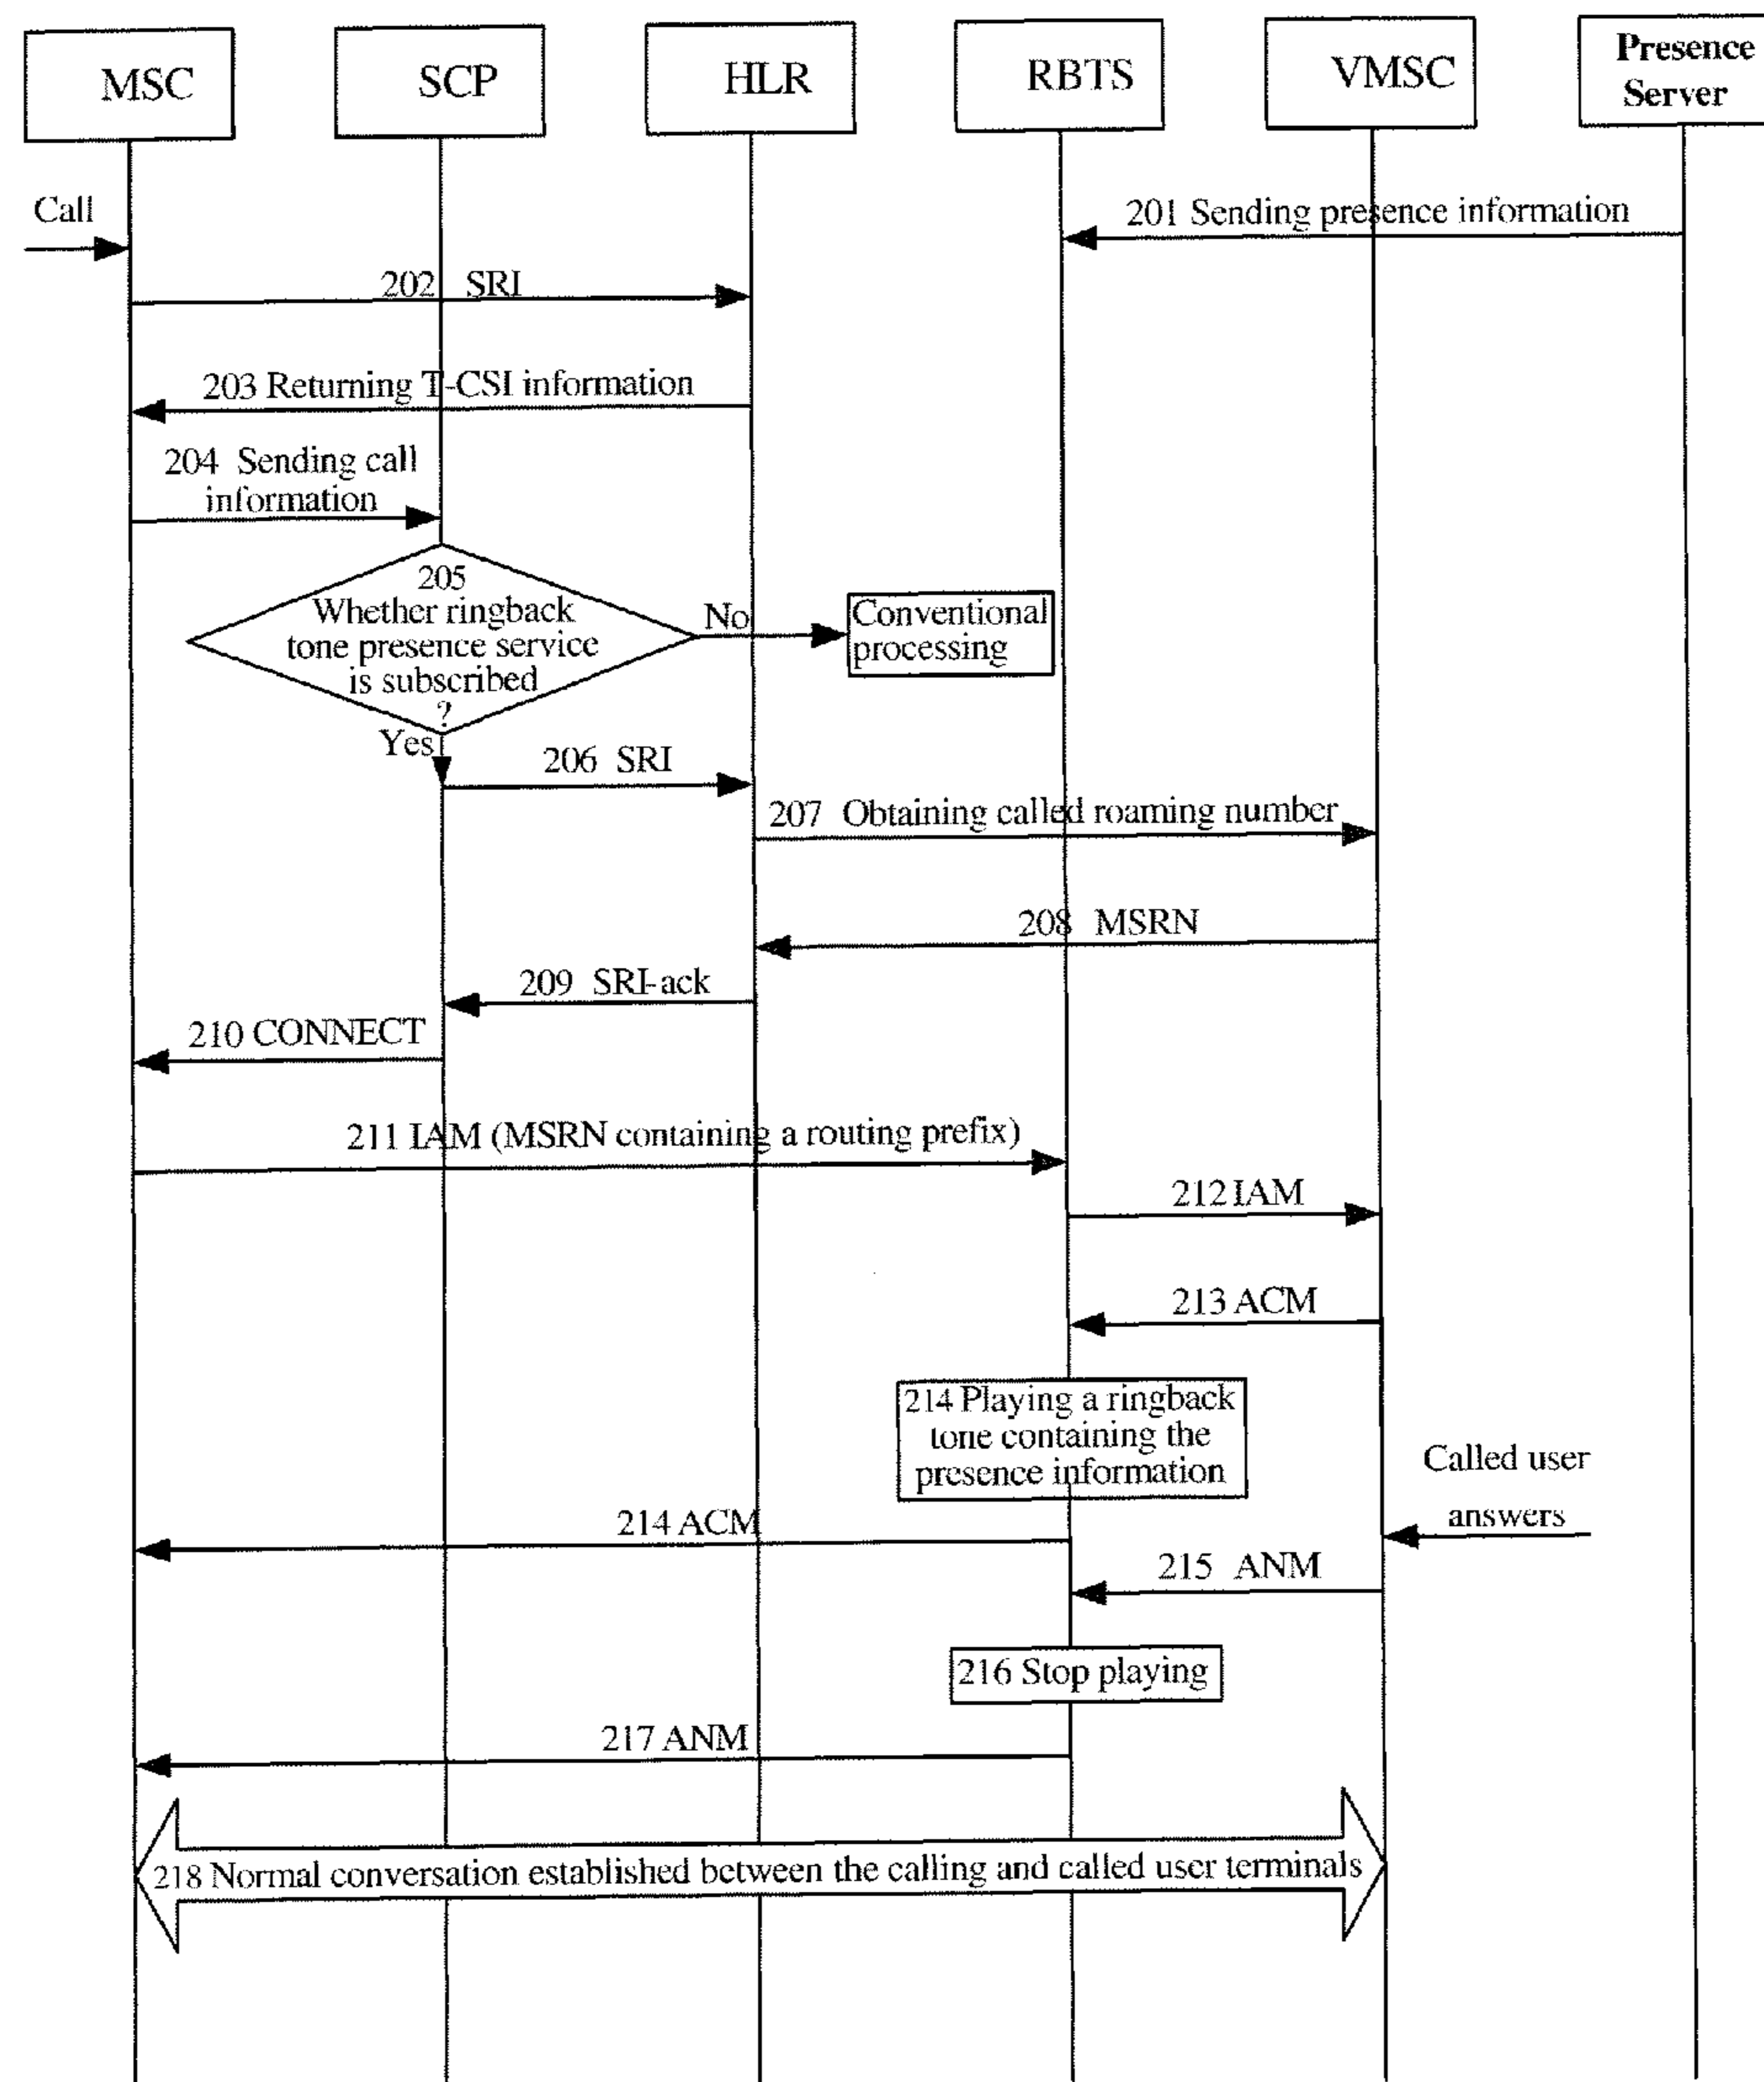 MSC
SCP
HLR
RBTS
VMSC
Presence
Server
Call
201 Sending presence information
202 SRI
203 Returning T-CSI information
204 Sending call
information
205
Whether ringback
tone presence service
is subscribed
?
No
Conventional
processing
Yes
206 SRI
207 Obtaining called roaming number
208 MSRN
209 SRI-ack
210 CONNECT
211 IAM (MSRN containing a routing prefix)
212 IAM
213 ACM
214 Playing a ringback
tone containing the
presence information
Called user
answers
214 ACM
215 ANM
216 Stop playing
217 ANM
218 Normal conversation established between the calling and called user terminals